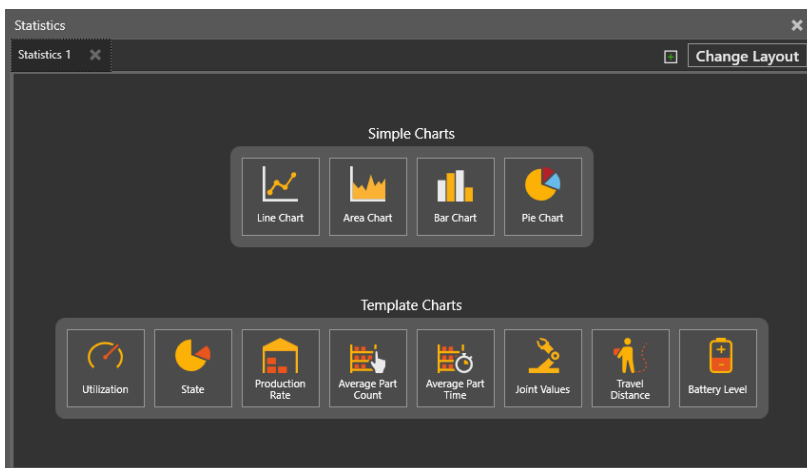 Statistics
Statistics 1
Change Layout
Simple Charts
Line Chart
Area Chart
Bar Chart
Pie Chart
Template Charts
Utilization
State
Production
Rate
Average Part
Count
Average Part
Time
Joint Values
Travel
Distance
Battery Level